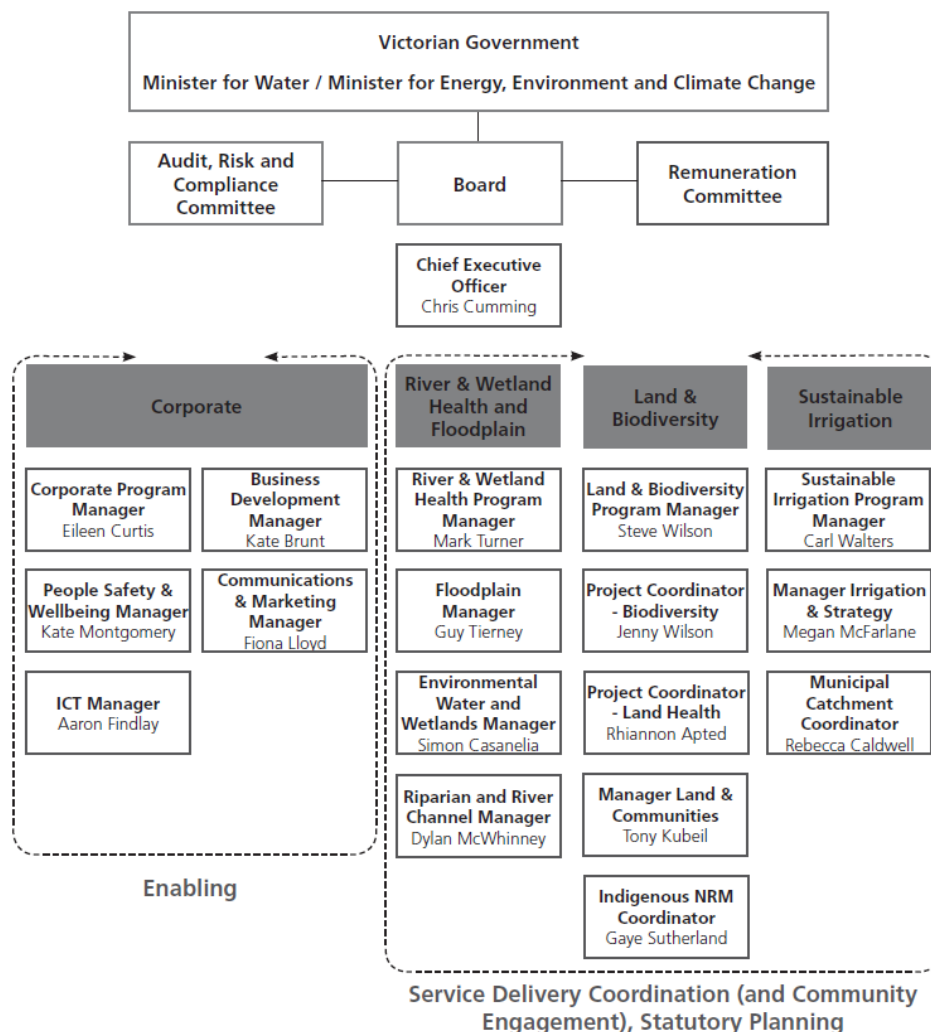 Victorian Government
Minister for Water / Minister for Energy, Environment and Climate Change
Audit, Risk and
Compliance
Committee
Board
Remuneration
Committee
Chief Executive
Officer
Chris Cumming
Corporate
River & Wetland
Health and
Floodplain
Land &
Biodiversity
Sustainable
Irrigation
Corporate Program
Manager
Eileen Curtis
People Safety &
Wellbeing Manager
Kate Montgomery
ICT Manager
Aaron Findlay
Business
Development
Manager
Kate Brunt
Communications
& Marketing
Manager
Fiona Lloyd
River & Wetland
Health Program
Manager
Mark Turner
Floodplain
Manager
Guy Tierney
Environmental
Water and
Wetlands Manager
Simon Casanelia
Riparian and River
Channel Manager
Dylan McWhinney
Land & Biodiversity
Program Manager
Steve Wilson
Project Coordinator
- Biodiversity
Jenny Wilson
Project Coordinator
- Land Health
Rhiannon Apted
Manager Land &
Communities
Tony Kubeil
Indigenous NRM
Coordinator
Gaye Sutherland
Sustainable
Irrigation Program
Manager
Carl Walters
Manager Irrigation
& Strategy
Megan McFarlane
Municipal
Catchment
Coordinator
Rebecca Caldwell
Enabling
Service Delivery Coordination (and Community
Engagement), Statutory Planning